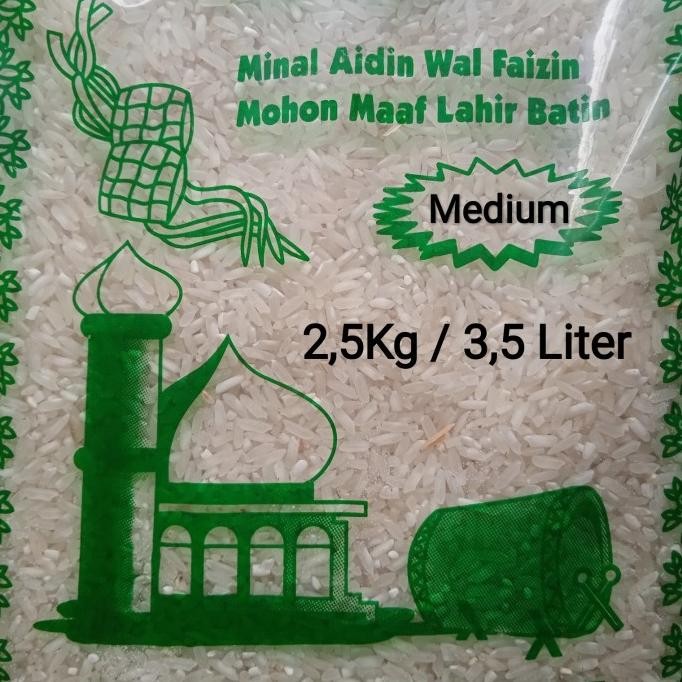 Minal Aidin Wal Faizin
Mohon Maaf Lahir Batin
Medium
2,5Kg / 3,5 Liter